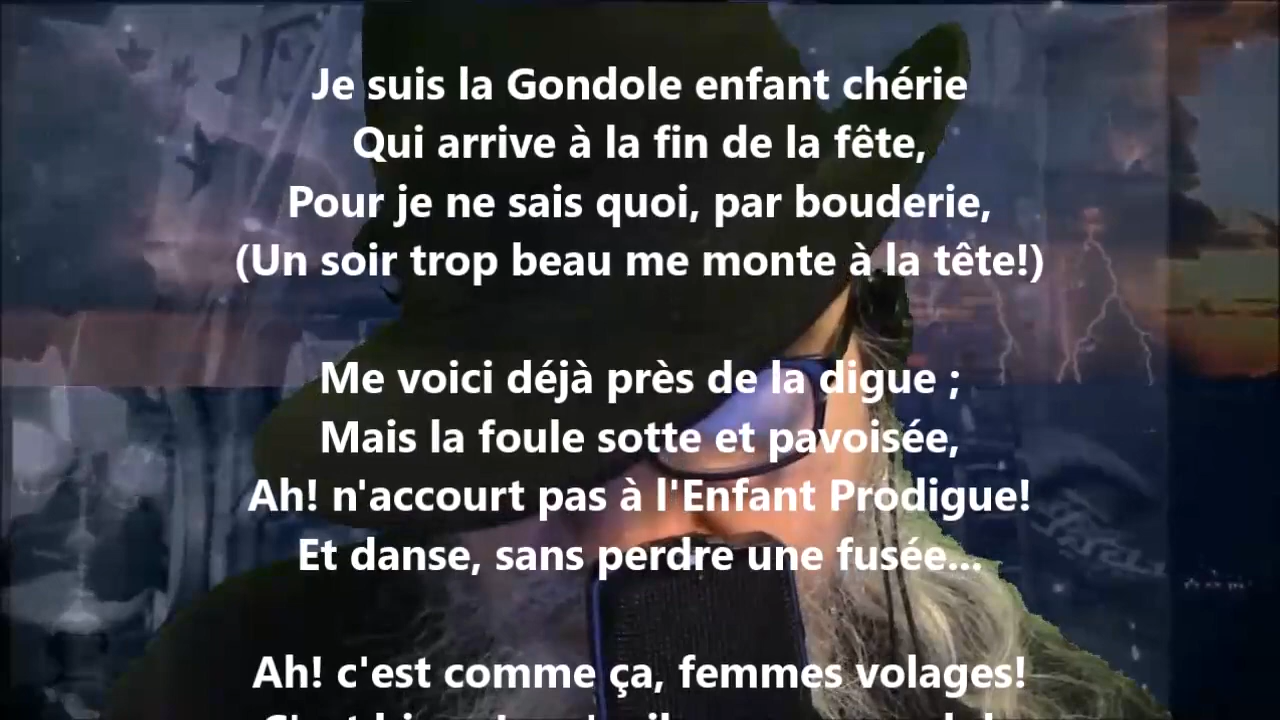 Je suis la Gondole enfant chérie
Qui arrive à la fin de la fête,
Pour je ne sais quoi, par bouderie,
(Un soir trop beau me monte à la tête!)
Me voici déjà près de la digue ;
Mais la foule sotte et pavoisée,
Ah! n'accourt pas à l'Enfant Prodigue!
Et danse, sans perdre une fusée...
Ah! c'est comme ça, femmes volages!